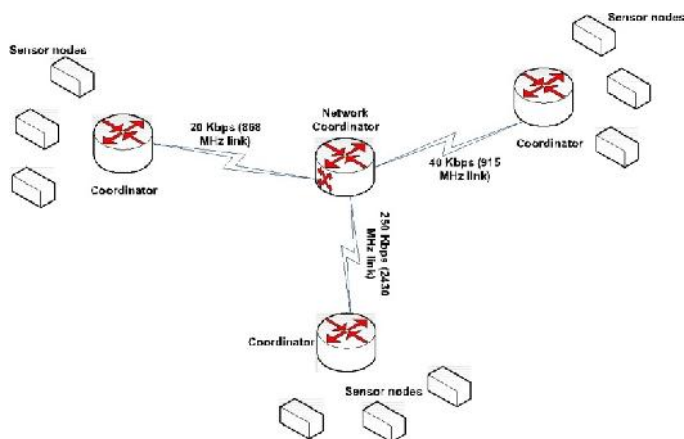 Sensor nodes
Sensor nodes
Network
Coordinator
20 Kbps (868
MHz link)
40 Kbps (915
MHz link)
Coordinator
Coordinator
250 Kbps (2430
MHz link)
Coordinator
Sensor nodes